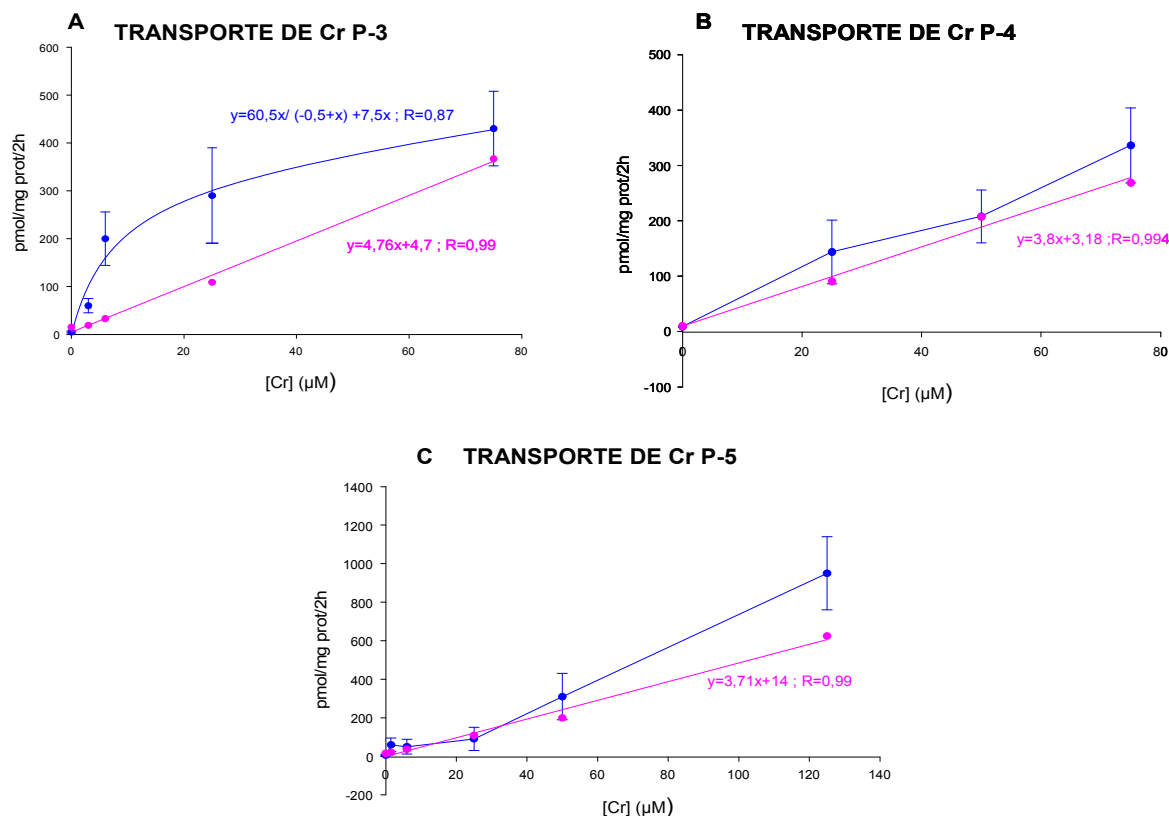 A TRANSPORTE DE Cr P-3
600
500
400
300
200
100
0
pmol/mg prot/2h
y=60,5x/ (-0,5+x) +7,5x ; R=0,87
y=4,76x+4,7 ; R=0,99
0 20 40 60 80
[Cr] (µM)
B TRANSPORTE DE Cr P-4
500
400
300
200
100
0
-100
pmol/mg prot/2h
y=3,8x+3,18 ;R=0,994
0 20 40 60 80
[Cr] (µM)
C TRANSPORTE DE Cr P-5
1400
1200
1000
800
600
400
200
0
-200
pmol/mg prot/2h
y=3,71x+14 ; R=0,99
0 20 40 60 80 100 120 140
[Cr] (µM)